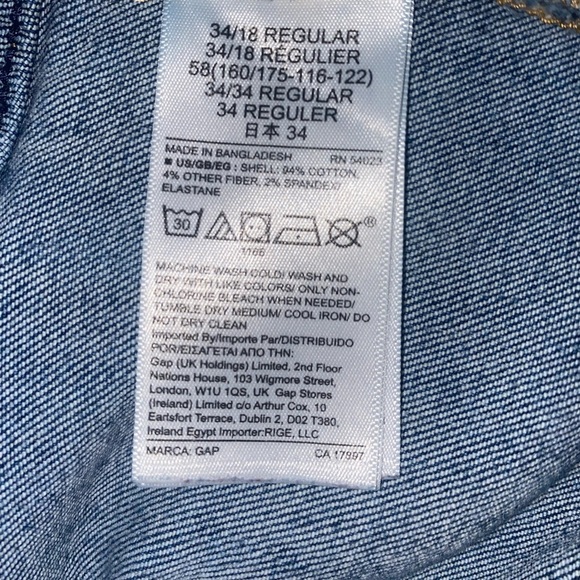 34/18 REGULAR
34/18 RÉGULIER
58(160/175-116-122)
34/34 REGULAR
34 REGULER
日本 34
MADE IN BANGLADESH RN 54023
■ US/GB/EG : SHELL: 94% COTTON,
4% OTHER FIBER, 2% SPANDEX/
ELASTANE
30 ®
1166
MACHINE WASH COLD/ WASH AND
DRY WITH LIKE COLORS/ ONLY NON-
CHLORINE BLEACH WHEN NEEDED/
TUMBLE DRY MEDIUM/ COOL IRON/ DO
NOT DRY CLEAN
Imported By/Importe Par/DISTRIBUIDO
POR/ΕΙΣΑΓΕΤΑΙ ΑΠΟ ΤΗΝ:
Gap (UK Holdings) Limited, 2nd Floor
Nations House, 103 Wigmore Street,
London, W1U 1QS, UK Gap Stores
(Ireland) Limited c/o Arthur Cox, 10
Earlsfort Terrace, Dublin 2, D02 T380,
Ireland Egypt Importer:RIGE, LLC
MARCA: GAP CA 17997